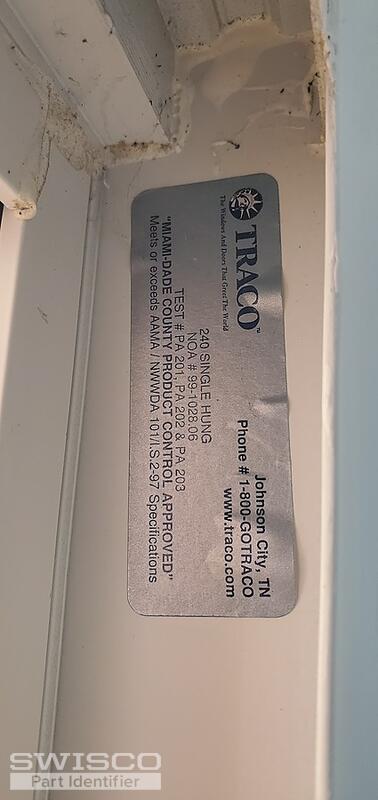 TRACO™
The Windows And Doors That Greet The World
Johnson City, TN
Phone # 1-800-GOTRACO
www.traco.com
240 SINGLE HUNG
NOA # 99-1028.06
TEST # PA 201, PA 202 & PA 203
"MIAMI-DADE COUNTY PRODUCT CONTROL APPROVED"
Meets or exceeds AAMA / NWWDA 101/I.S.2-97 Specifications
SWISCO
Part Identifier